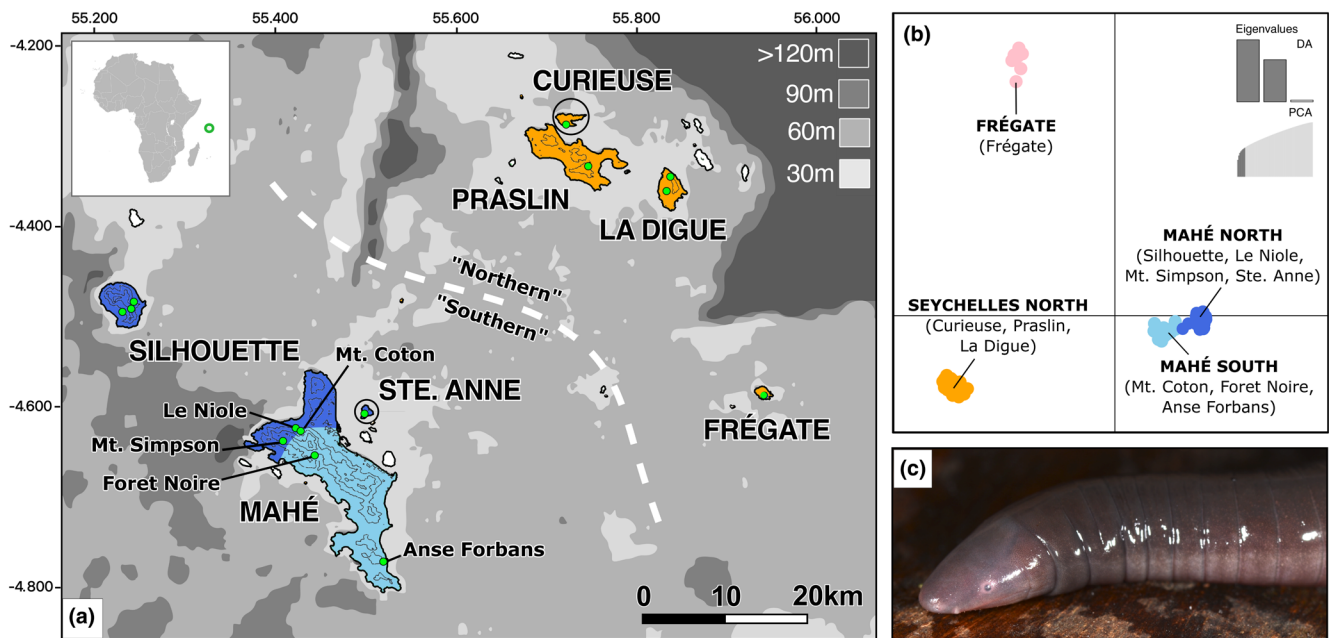 55.200 55.400 55.600 55.800 56.000
-4.200
-4.400
-4.600
-4.800
>120m
90m
60m
30m
CURIEUSE
PRASLIN
LA DIGUE
"Northern"
"Southern"
SILHOUETTE
Mt. Coton
STE. ANNE
Le Niole
Mt. Simpson
FRÉGATE
Foret Noire
MAHÉ
Anse Forbans
0 10 20km
(a)
(b)
Eigenvalues
DA
PCA
FRÉGATE
(Frégate)
MAHÉ NORTH
(Silhouette, Le Niole,
Mt. Simpson, Ste. Anne)
SEYCHELLES NORTH
(Curieuse, Praslin,
La Digue)
MAHÉ SOUTH
(Mt. Coton, Foret Noire,
Anse Forbans)
(c)